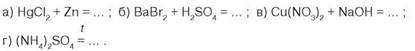 а) HgCl₂ + Zn = ... ; б) BaBr₂ + H₂SO₄ = ... ; в) Cu(NO₃)₂ + NaOH = ... ;
г) (NH₄)₂SO₄ =ᵗ ... .